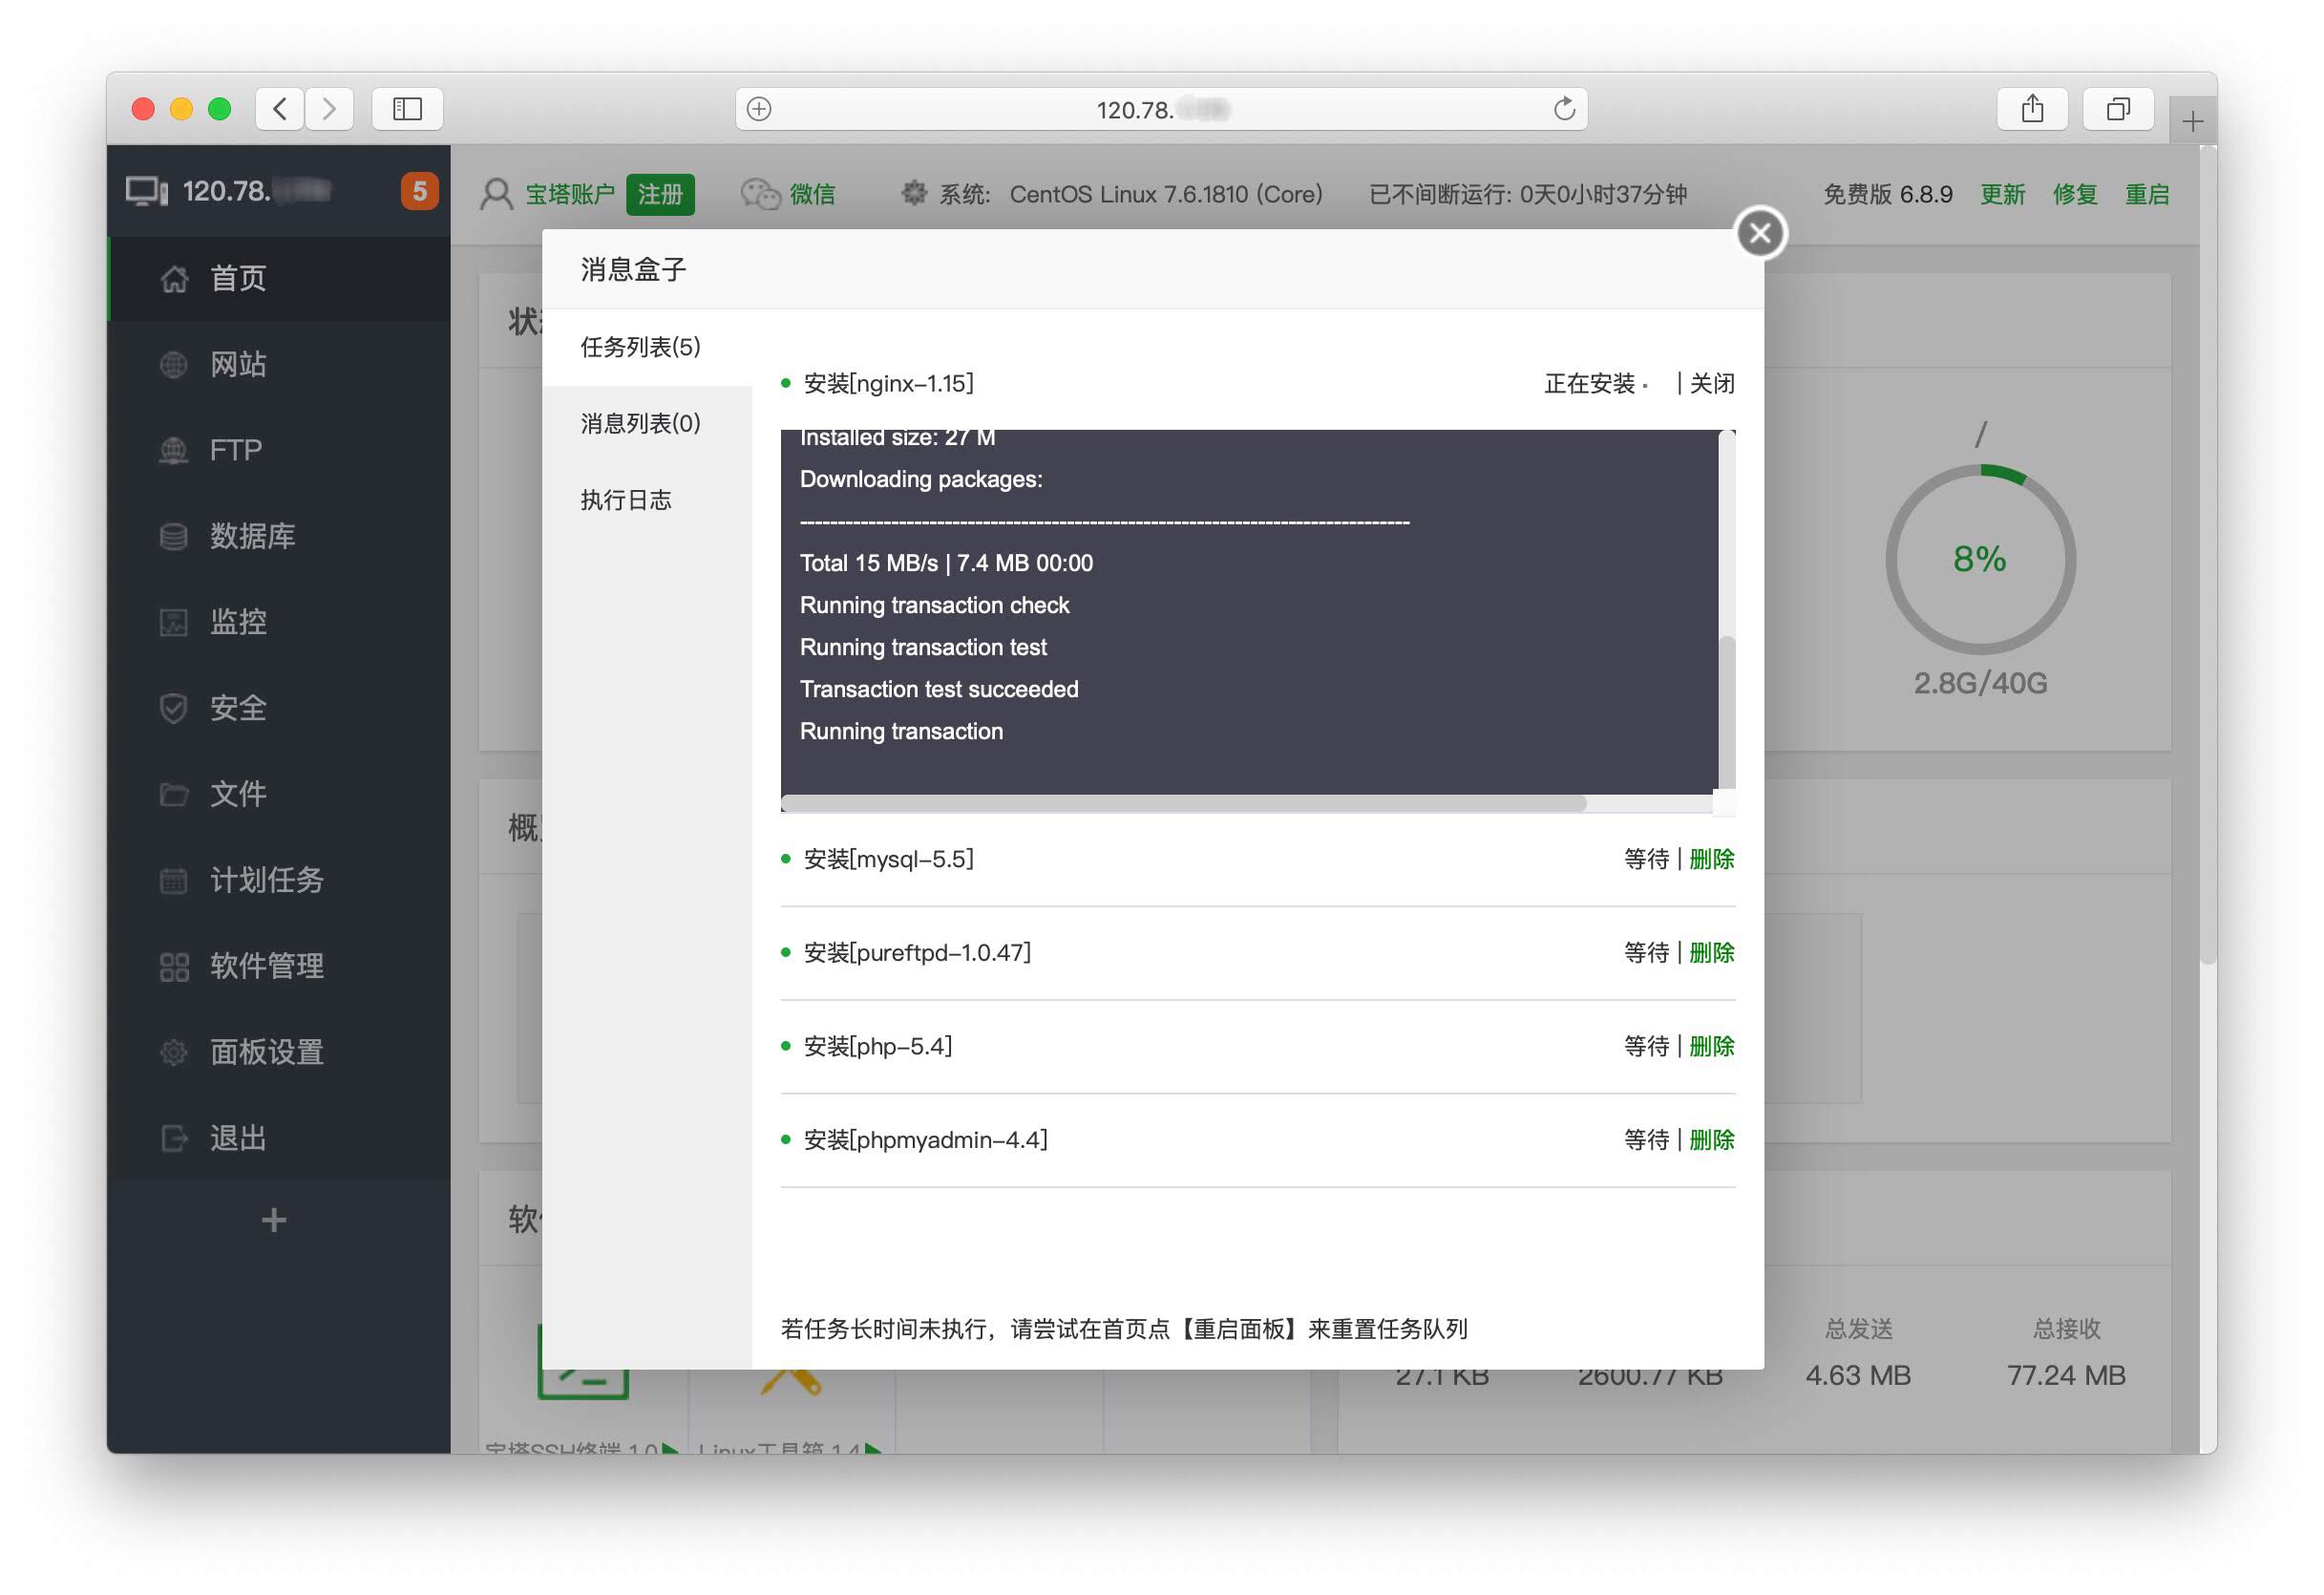 120.78.
120.78.
5
宝塔账户 注册 微信 系统: CentOS Linux 7.6.1810 (Core) 已不间断运行: 0天0小时37分钟 免费版 6.8.9 更新 修复 重启
首页
网站
FTP
数据库
监控
安全
文件
计划任务
软件管理
面板设置
退出
消息盒子
任务列表(5)
消息列表(0)
执行日志
安装[nginx-1.15] 正在安装 | 关闭
Installed size: 27 M
Downloading packages:
--------------------------------------------------------------------------------
Total 15 MB/s | 7.4 MB 00:00
Running transaction check
Running transaction test
Transaction test succeeded
Running transaction
安装[mysql-5.5] 等待 | 删除
安装[pureftpd-1.0.47] 等待 | 删除
安装[php-5.4] 等待 | 删除
安装[phpmyadmin-4.4] 等待 | 删除
若任务长时间未执行，请尝试在首页点【重启面板】来重置任务队列
状
/
8%
2.8G/40G
概
软
总发送 总接收
27.1 KB 2600.77 KB 4.63 MB 77.24 MB
宝塔SSH终端 1.0 Linux工具箱 1.4